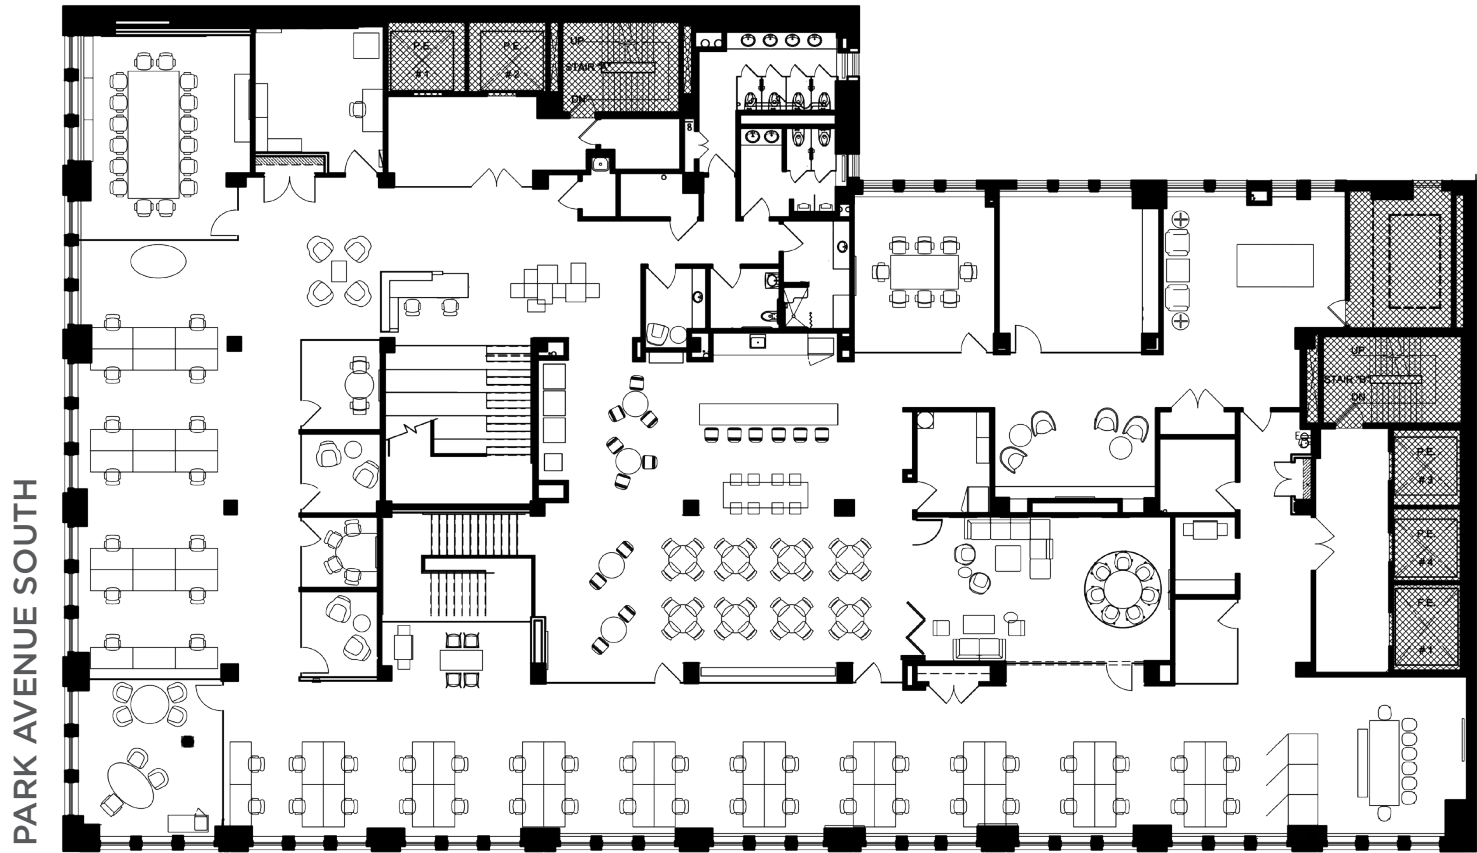 P.E.
#1
P.E.
#2
UP
STAIR "B"
DN
UP
STAIR "B"
DN
P.E.
#3
P.E.
#4
P.E.
#1
PARK AVENUE SOUTH